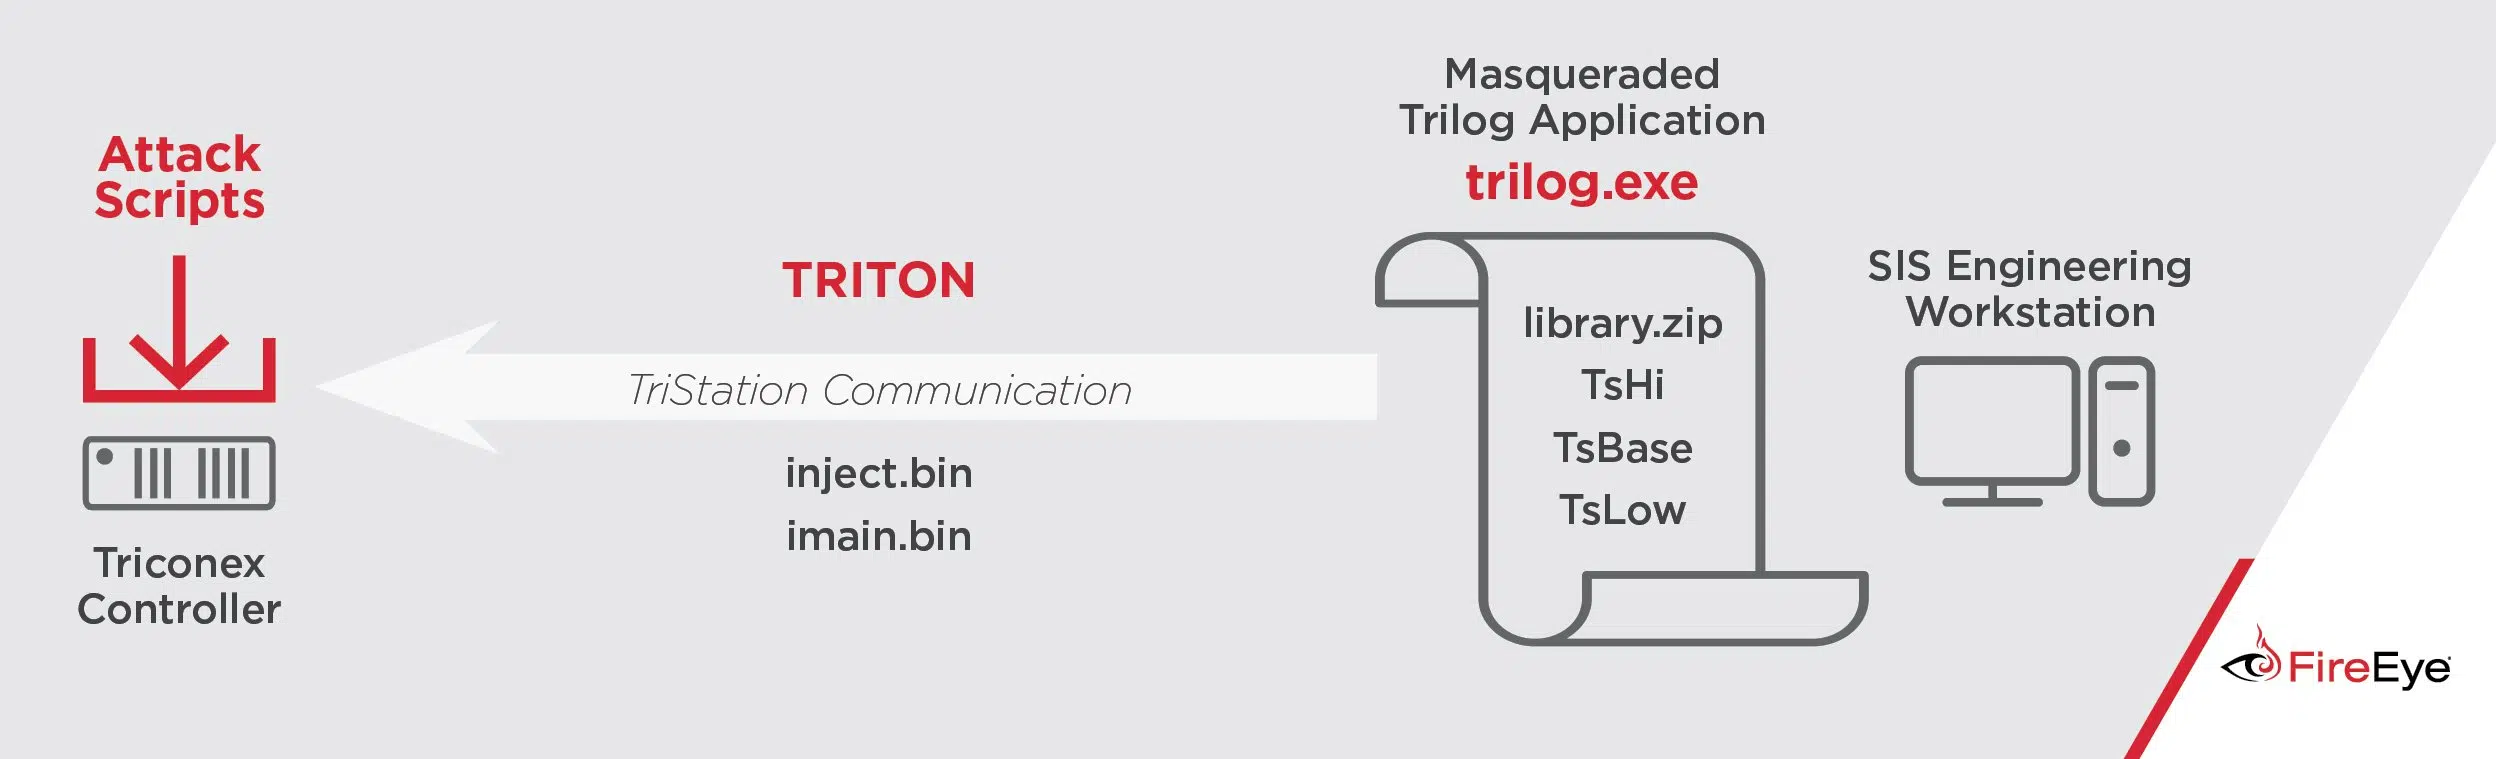 Attack
Scripts
Triconex
Controller
TRITON
TriStation Communication
inject.bin
imain.bin
Masqueraded
Trilog Application
trilog.exe
library.zip
TsHi
TsBase
TsLow
SIS Engineering
Workstation
FireEye